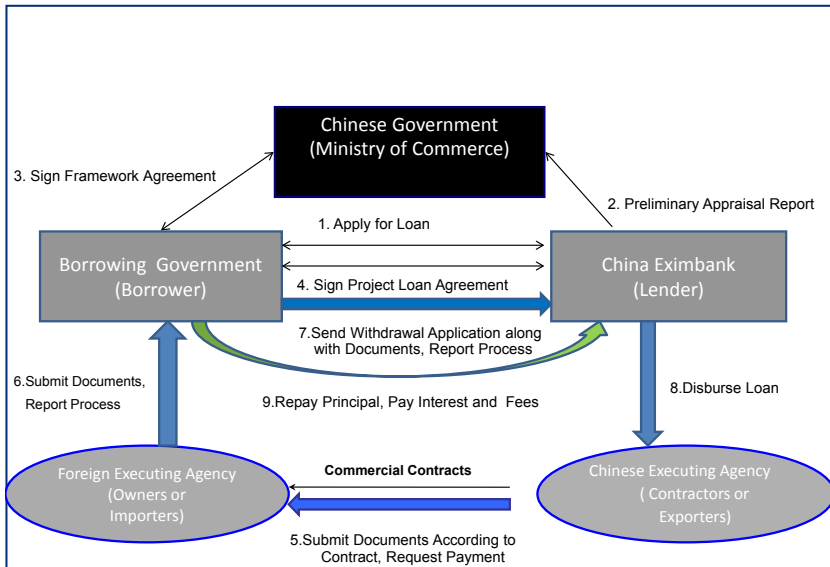 Chinese Government
(Ministry of Commerce)
3. Sign Framework Agreement
2. Preliminary Appraisal Report
1. Apply for Loan
Borrowing Government
(Borrower)
China Eximbank
(Lender)
4. Sign Project Loan Agreement
7.Send Withdrawal Application along
with Documents, Report Process
6.Submit Documents,
Report Process
8.Disburse Loan
9.Repay Principal, Pay Interest and Fees
Foreign Executing Agency
(Owners or
Importers)
Commercial Contracts
Chinese Executing Agency
( Contractors or
Exporters)
5.Submit Documents According to
Contract, Request Payment